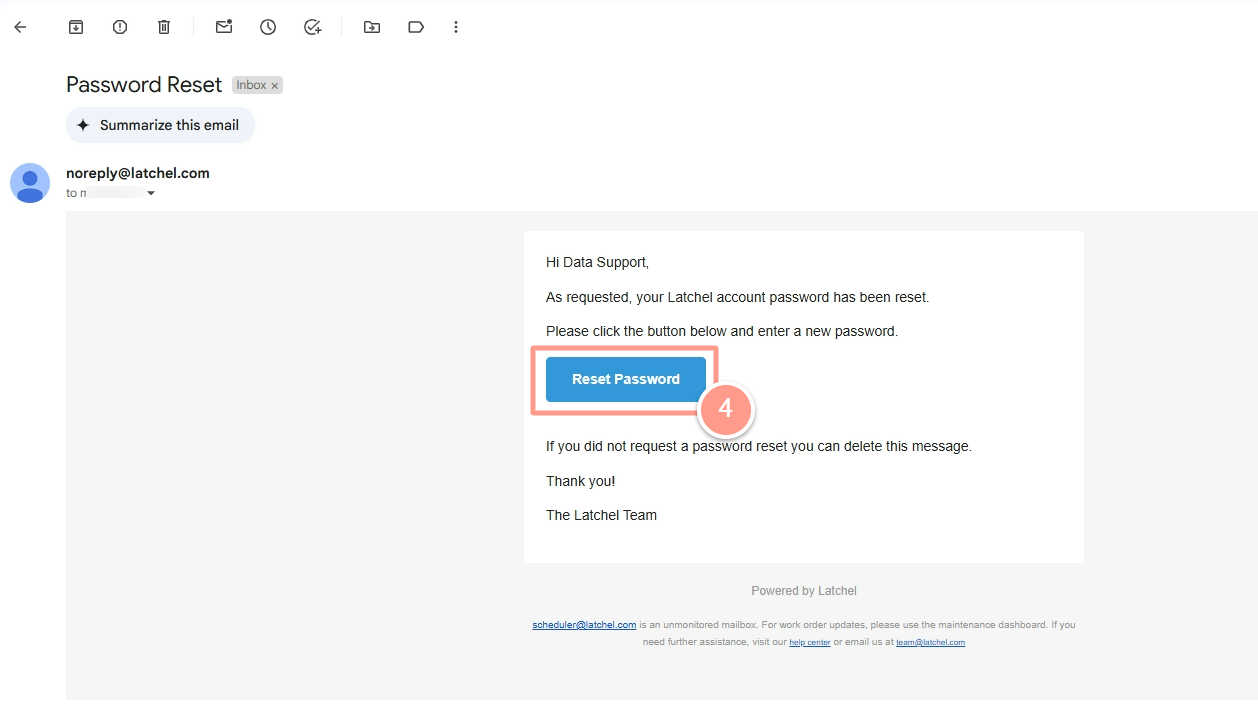 Password Reset Inbox ×
Summarize this email
noreply@latchel.com
to
Hi Data Support,
As requested, your Latchel account password has been reset.
Please click the button below and enter a new password.
Reset Password
4
If you did not request a password reset you can delete this message.
Thank you!
The Latchel Team
Powered by Latchel
scheduler@latchel.com is an unmonitored mailbox. For work order updates, please use the maintenance dashboard. If you
need further assistance, visit our help center or email us at team@latchel.com